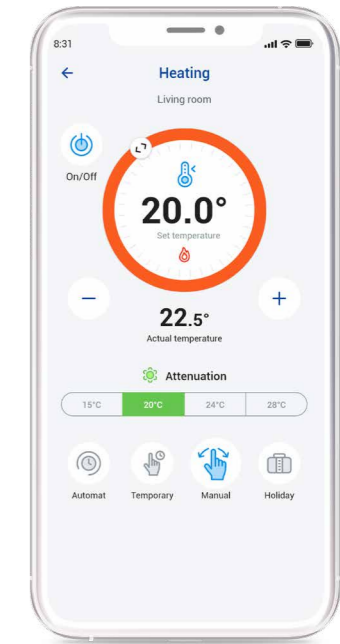 8:31
Heating
Living room
On/Off
20.0°
Set temperature
22.5°
Actual temperature
Attenuation
15°C 20°C 24°C 28°C
Automat Temporary Manual Holiday